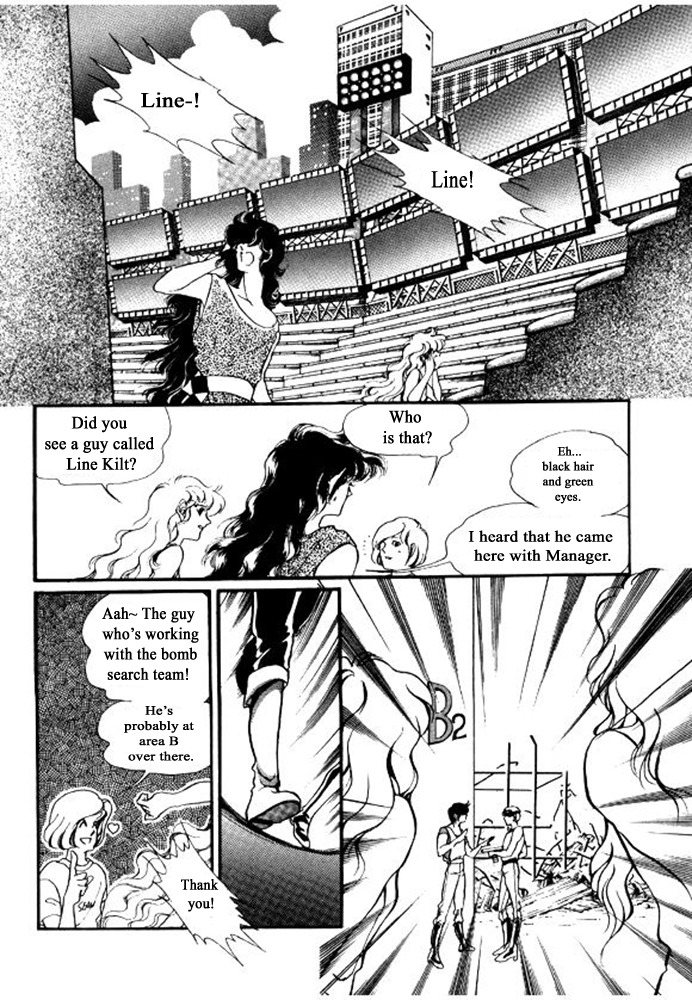 Line-!
Line!
Did you
see a guy called
Line Kilt?
Who
is that?
Eh...
black hair
and green
eyes.
I heard that he came
here with Manager.
Aah~ The guy
who's working
with the bomb
search team!
He's
probably at
area B
over there.
Thank
you!
B2